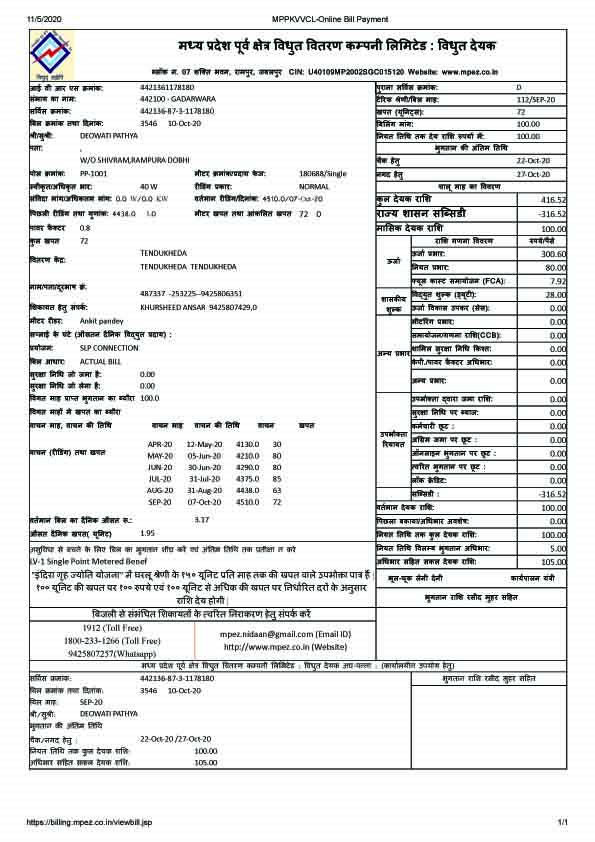 11/5/2020 MPPKVVCL-Online Bill Payment
मध्य प्रदेश पूर्व क्षेत्र विधुत वितरण कम्पनी लिमिटेड : विधुत देयक
ब्लॉक न. 07 शक्ति भवन, रामपुर, जबलपुर CIN: U40109MP2002SGC015120 Website: www.mpez.co.in
आई वी आर एस क्रमांक: 4421361178180 पुराना सर्विस क्रमांक: D
संभाग का नाम: 442100 - GADARWARA टैरिफ श्रेणी/बिल माह: 112/SEP-20
सर्विस क्रमांक: 442136-87-3-1178180 खपत (यूनिट्स): 72
बिल क्रमांक तथा दिनांक: 3546 10-Oct-20 बिलिंग मांग: 100.00
श्री/सुश्री: DEOWATI PATHYA नियत तिथि तक देय राशि रुपयों में: 100.00
पता: , भुगतान की अंतिम तिथि
W/O SHIVRAM,RAMPURA DOBHI चैक हेतु 22-Oct-20
पोल क्रमांक: PP-1001 मीटर क्रमांक/प्रदाय फेज: 180688/Single नगद हेतु 27-Oct-20
स्वीकृत/अधिकृत भार: 40 W रीडिंग प्रकार: NORMAL चालू माह का विवरण
संविदा मांग/अधिकतम मांग: 0.0 W/0.0 KW वर्तमान रीडिंग/दिनांक: 4510.0/07-Oct-20 कुल देयक राशि 416.52
पिछली रीडिंग तथा गुणांक: 4438.0 1.0 मीटर खपत तथा आंकलित खपत 72 0 राज्य शासन सब्सिडी -316.52
पावर फैक्टर 0.8 मासिक देयक राशि 100.00
कुल खपत 72 राशि गणना विवरण रुपये/पैसे
वितरण केंद्र: TENDUKHEDA
TENDUKHEDA TENDUKHEDA
ऊर्जा
ऊर्जा प्रभार: 300.60
नियत प्रभार: 80.00
फ्यूल कास्ट समायोजन (FCA): 7.92
नाम/पता/दूरभाष क्रं. 487337 -253225--9425806351 शासकीय शुल्क विद्युत शुल्क (ड्यूटी): 28.00
शिकायत हेतु संपर्क: KHURSHEED ANSAR 9425807429,0 ऊर्जा विकास उपकर (सेस): 0.00
मीटर रीडर: Ankit pandey अन्य प्रभार मीटरिंग प्रभार: 0.00
सप्लाई के घंटे (औसतन दैनिक विद्युत प्रदाय) : समायोजन/गणना राशि(CCB): 0.00
प्रयोजन: SLP CONNECTION शामिल सुरक्षा निधि किश्त: 0.00
बिल आधार: ACTUAL BILL केपी./पावर फैक्टर अधिभार: 0.00
सुरक्षा निधि जो जमा है: 0.00 अन्य प्रभार: 0.00
सुरक्षा निधि जो लेना है: 0.00
विगत माह प्राप्त भुगतान का ब्यौरा 100.0 उपभोक्ता रियायत उपभोक्ता द्वारा जमा राशि: 0.00
विगत माहों में खपत का ब्यौरा सुरक्षा निधि पर ब्याज: 0.00
वाचन माह, वाचन की तिथि वाचन माह वाचन की तिथि वाचन खपत कर्मचारी छूट : 0.00
वाचन (रीडिंग) तथा खपत
APR-20 12-May-20 4130.0 30 अग्रिम जमा पर छूट : 0.00
MAY-20 05-Jun-20 4210.0 80 ऑनलाइन भुगतान पर छूट : 0.00
JUN-20 30-Jun-20 4290.0 80 त्वरित भुगतान पर छूट : 0.00
JUL-20 31-Jul-20 4375.0 85 लॉक क्रेडिट: 0.00
AUG-20 31-Aug-20 4438.0 63 सब्सिडी : -316.52
SEP-20 07-Oct-20 4510.0 72 वर्तमान देयक: 100.00
वर्तमान बिल का दैनिक औसत रु.: 3.17 पिछला बकाया/अधिभार अवशेष: 0.00
औसत दैनिक खपत( यूनिट) 1.95 नियत तिथि तक कुल देयक राशि: 100.00
असुविधा से बचने के लिए बिल का भुगतान शीघ्र करें एवं अंतिम तिथि तक प्रतीक्षा न करे नियत तिथि विलम्ब भुगतान अधिभार: 5.00
LV-1 Single Point Metered Benef अधिभार सहित सकल देयक राशि: 105.00
"इंदिरा गृह ज्योति योजना" में घरलू श्रेणी के १५० यूनिट प्रति माह तक की खपत वाले उपभोक्ता पात्र हैं | भूल-चूक लेनी देनी कार्यपालन यंत्री
१०० यूनिट की खपत पर १०० रुपये एवं १०० यूनिट से अधिक की खपत पर निर्धारित दरों के अनुसार राशि देय होगी| भुगतान राशि रसीद मुहर सहित
बिजली से संभंधित शिकायतों के त्वरित निराकरण हेतु संपर्क करें
1912 (Toll Free)
1800-233-1266 (Toll Free)
9425807257(Whatsapp)
mpez.nidaan@gmail.com (Email ID)
http://www.mpez.co.in (Website)
मध्य प्रदेश पूर्व क्षेत्र विधुत वितरण कम्पनी लिमिटेड : विधुत देयक अध-पन्ना : (कार्यालयीन उपयोग हेतु)
सर्विस क्रमांक: 442136-87-3-1178180 भुगतान राशि रसीद मुहर सहित
बिल क्रमांक तथा दिनांक: 3546 10-Oct-20
बिल माह: SEP-20
श्री/सुश्री: DEOWATI PATHYA
भुगतान की अंतिम तिथि
चैक/नगद हेतु : 22-Oct-20 /27-Oct-20
नियत तिथि तक कुल देयक राशि: 100.00
अधिभार सहित सकल देयक राशि: 105.00
https://billing.mpez.co.in/viewbill.jsp 1/1